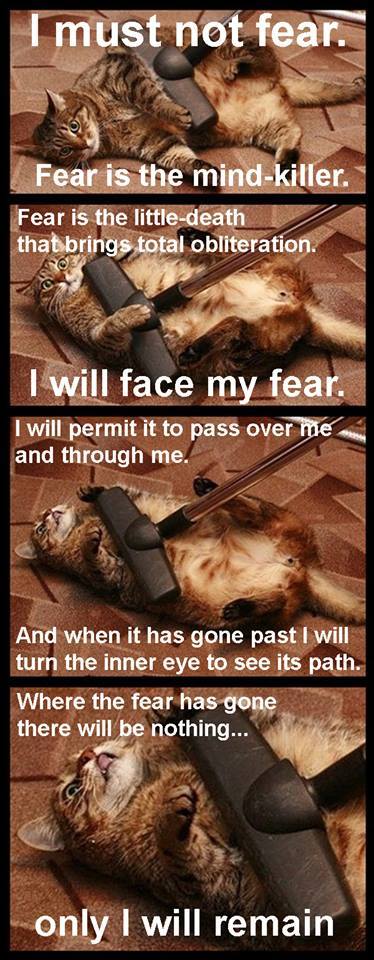 I must not fear.
Fear is the mind-killer.
Fear is the little-death
that brings total obliteration.
I will face my fear.
I will permit it to pass over me
and through me.
And when it has gone past I will
turn the inner eye to see its path.
Where the fear has gone
there will be nothing...
only I will remain